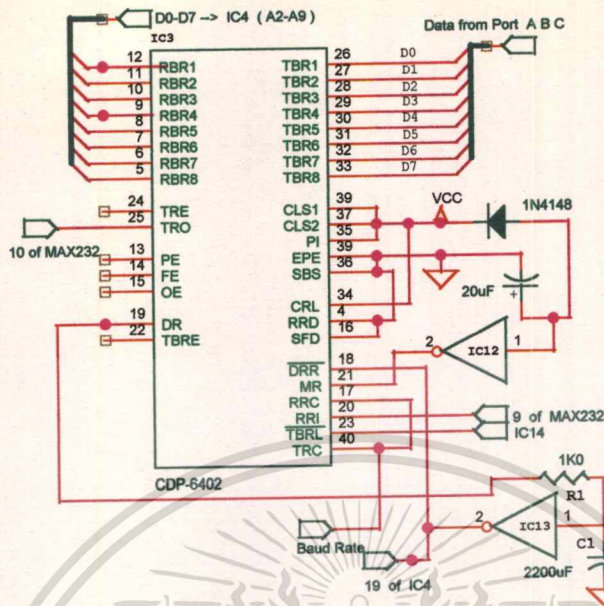 D0-D7 --> IC4 ( A2-A9 )
Data from Port A B C
IC3
12 RBR1
11 RBR2
10 RBR3
9 RBR4
8 RBR5
7 RBR6
6 RBR7
5 RBR8
TBR1 26 D0
TBR2 27 D1
TBR3 28 D2
TBR4 29 D3
TBR5 30 D4
TBR6 31 D5
TBR7 32 D6
TBR8 33 D7
24 TRE
25 TRO
10 of MAX232
13 PE
14 FE
15 OE
19 DR
22 TBRE
CLS1 39
CLS2 37
PI 35
EPE 39
SBS 36
CRL 34
RRD 4
SFD 16
DRR 18
MR 21
RRC 17
RRI 20
TBRL 23
TRC 40
VCC
1N4148
20uF
+
2 IC12 1
9 of MAX232
IC14
CDP-6402
1K0
R1
2 IC13 1
C1
2200uF
Baud Rate
19 of IC4